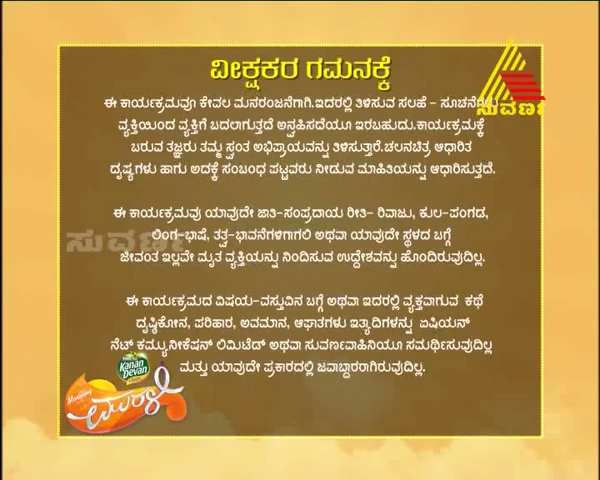 ವೀಕ್ಷಕರ ಗಮನಕ್ಕೆ
ಸುವರ್ಣ
ಈ ಕಾರ್ಯಕ್ರಮವೂ ಕೇವಲ ಮನರಂಜನೆಗಾಗಿ.ಇದರಲ್ಲಿ ತಿಳಿಸುವ ಸಲಹೆ - ಸೂಚನೆಗಳು
ವ್ಯಕ್ತಿಯಿಂದ ವ್ಯಕ್ತಿಗೆ ಬದಲಾಗುತ್ತದೆ ಅನ್ವಹಿಸದೆಯೂ ಇರಬಹುದು.ಕಾರ್ಯಕ್ರಮಕ್ಕೆ
ಬರುವ ತಜ್ಞರು ತಮ್ಮ ಸ್ವಂತ ಅಭಿಪ್ರಾಯವನ್ನು ತಿಳಿಸುತ್ತಾರೆ.ಚಲನಚಿತ್ರ ಆಧಾರಿತ
ದೃಷ್ಯಗಳು ಹಾಗು ಅದಕ್ಕೆ ಸಂಬಂಧ ಪಟ್ಟವರು ನೀಡುವ ಮಾಹಿತಿಯನ್ನು ಆಧಾರಿಸುತ್ತದೆ.
ಈ ಕಾರ್ಯಕ್ರಮವು ಯಾವುದೇ ಜಾತಿ-ಸಂಪ್ರದಾಯ ರೀತಿ- ರಿವಾಜು, ಕುಲ-ಪಂಗಡ,
ಲಿಂಗ-ಭಾಷೆ, ತತ್ವ-ಭಾವನೆಗಳಿಗಾಗಲಿ ಅಥವಾ ಯಾವುದೇ ಸ್ಥಳದ ಬಗ್ಗೆ
ಜೀವಂತ ಇಲ್ಲವೇ ಮೃತ ವ್ಯಕ್ತಿಯನ್ನು ನಿಂದಿಸುವ ಉದ್ದೇಶವನ್ನು ಹೊಂದಿರುವುದಿಲ್ಲ.
ಈ ಕಾರ್ಯಕ್ರಮದ ವಿಷಯ-ವಸ್ತುವಿನ ಬಗ್ಗೆ ಅಥವಾ ಇದರಲ್ಲಿ ವ್ಯಕ್ತವಾಗುವ ಕಥೆ
ದೃಷ್ಠಿಕೋನ, ಪರಿಹಾರ, ಅವಮಾನ, ಆಘಾತಗಳು ಇತ್ಯಾದಿಗಳನ್ನು ಏಷಿಯನ್
ನೆಟ್ ಕಮ್ಯುನೀಕೆಷನ್ ಲಿಮಿಟೆಡ್ ಅಥವಾ ಸುವರ್ಣವಾಹಿನಿಯೂ ಸಮರ್ಥಿಸುವುದಿಲ್ಲ
ಮತ್ತು ಯಾವುದೇ ಪ್ರಕಾರದಲ್ಲಿ ಜವಾಬ್ದಾರರಾಗಿರುವುದಿಲ್ಲ.
Kanan
Devan
Morning